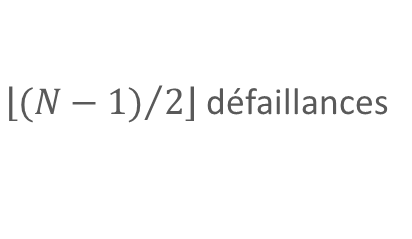 ⌊(𝑁 − 1)/2⌋ défaillances